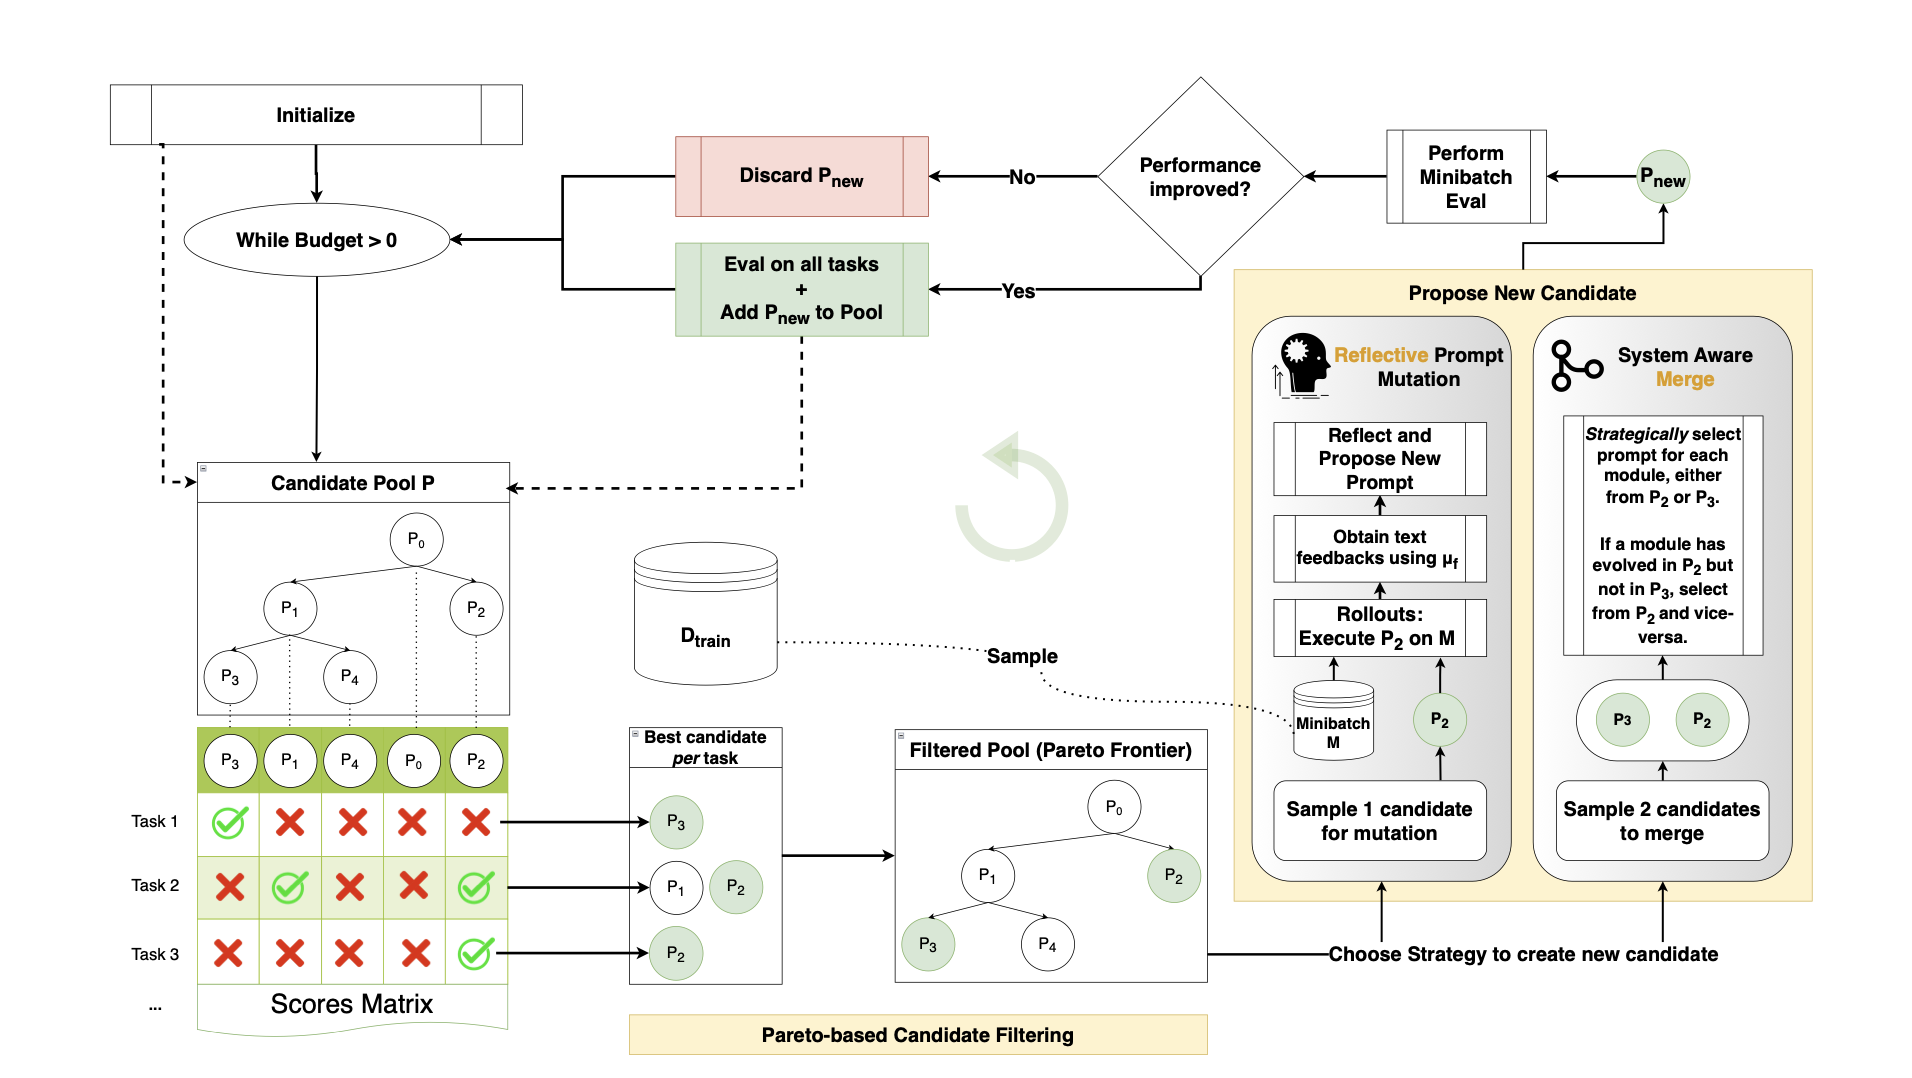 Initialize
While Budget > 0
Discard Pnew
No
Performance
improved?
Perform
Minibatch
Eval
Pnew
Eval on all tasks
+
Add Pnew to Pool
Yes
Candidate Pool P
P0
P1
P2
P3
P4
Dtrain
Sample
P3 P1 P4 P0 P2
Task 1
Task 2
Task 3
...
Scores Matrix
Best candidate
per task
P3
P1 P2
P2
Filtered Pool (Pareto Frontier)
P0
P1
P2
P3
P4
Pareto-based Candidate Filtering
Choose Strategy to create new candidate
Propose New Candidate
Reflective Prompt
Mutation
Reflect and
Propose New
Prompt
Obtain text
feedbacks using μf
Rollouts:
Execute P2 on M
Minibatch
M
P2
Sample 1 candidate
for mutation
System Aware
Merge
Strategically select
prompt for each
module, either
from P2 or P3.
If a module has
evolved in P2 but
not in P3, select
from P2 and vice-
versa.
P3 P2
Sample 2 candidates
to merge